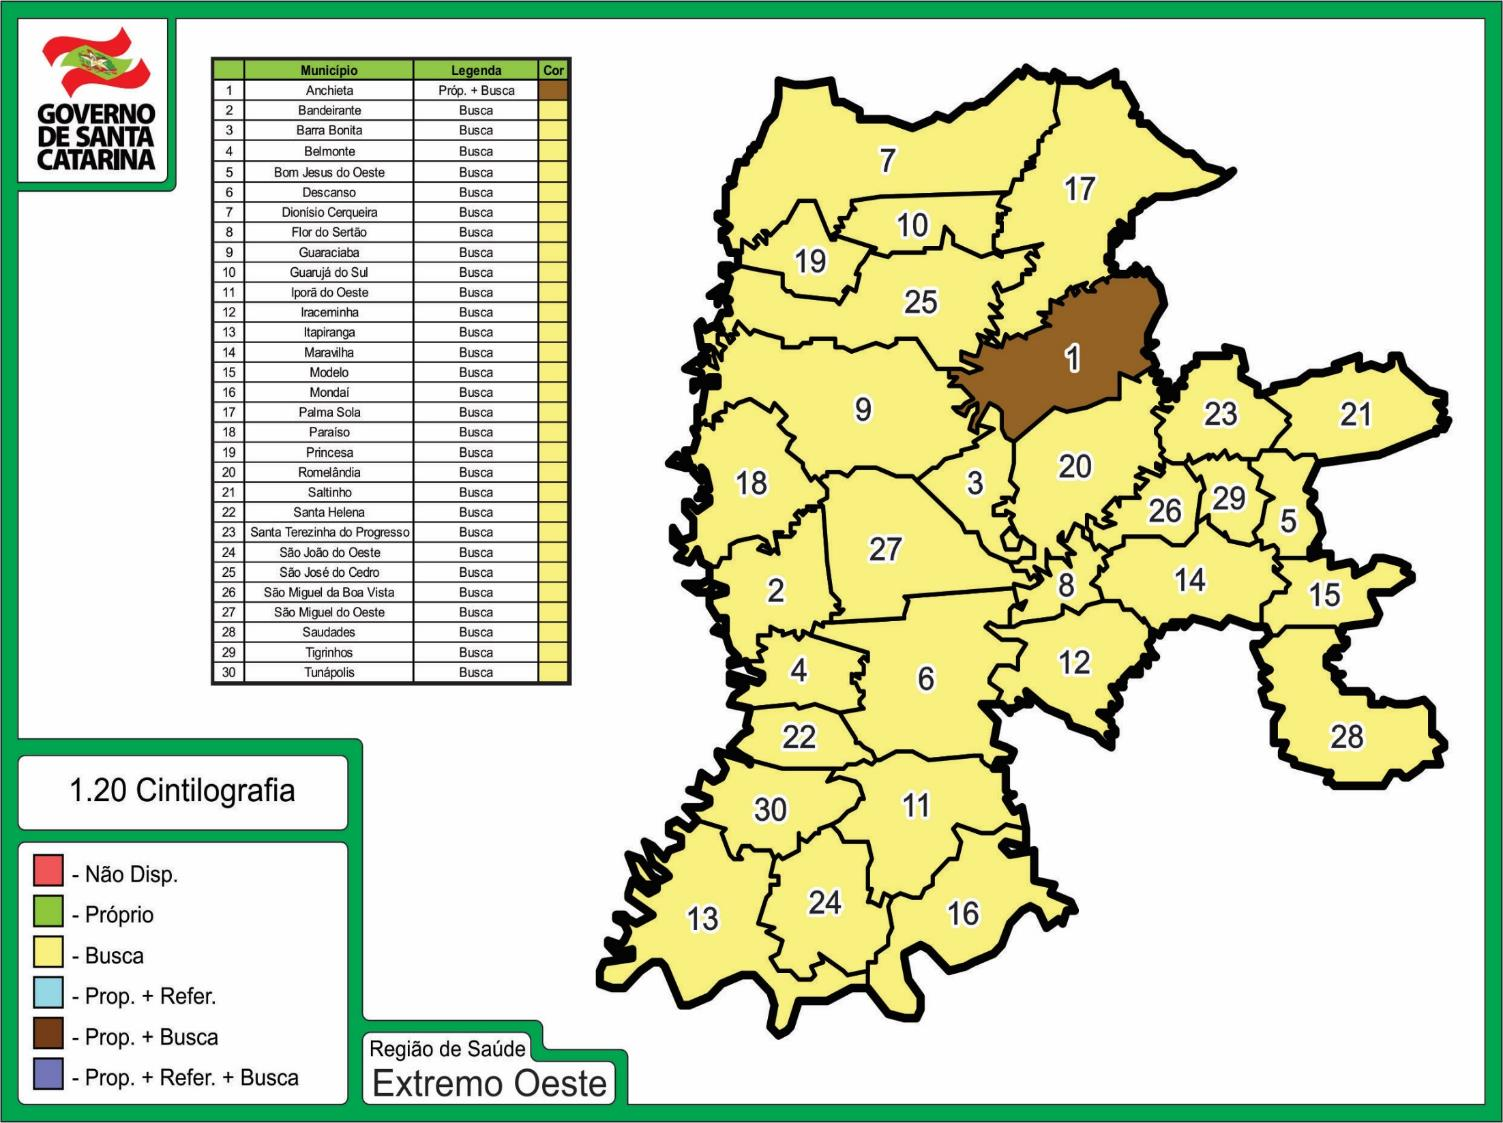 GOVERNO
DE SANTA
CATARINA
Município Legenda Cor
1 Anchieta Próp. + Busca
2 Bandeirante Busca
3 Barra Bonita Busca
4 Belmonte Busca
5 Bom Jesus do Oeste Busca
6 Descanso Busca
7 Dionísio Cerqueira Busca
8 Flor do Sertão Busca
9 Guaraciaba Busca
10 Guarujá do Sul Busca
11 Iporã do Oeste Busca
12 Iraceminha Busca
13 Itapiranga Busca
14 Maravilha Busca
15 Modelo Busca
16 Mondaí Busca
17 Palma Sola Busca
18 Paraíso Busca
19 Princesa Busca
20 Romelândia Busca
21 Saltinho Busca
22 Santa Helena Busca
23 Santa Terezinha do Progresso Busca
24 São João do Oeste Busca
25 São José do Cedro Busca
26 São Miguel da Boa Vista Busca
27 São Miguel do Oeste Busca
28 Saudades Busca
29 Tigrinhos Busca
30 Tunápolis Busca
7
17
10
19
25
1
9
23
21
20
18
3
29
26
5
27
14
8
2
15
12
4
6
22
28
11
30
24
16
13
1.20 Cintilografia
- Não Disp.
- Próprio
- Busca
- Prop. + Refer.
- Prop. + Busca
- Prop. + Refer. + Busca
Região de Saúde
Extremo Oeste